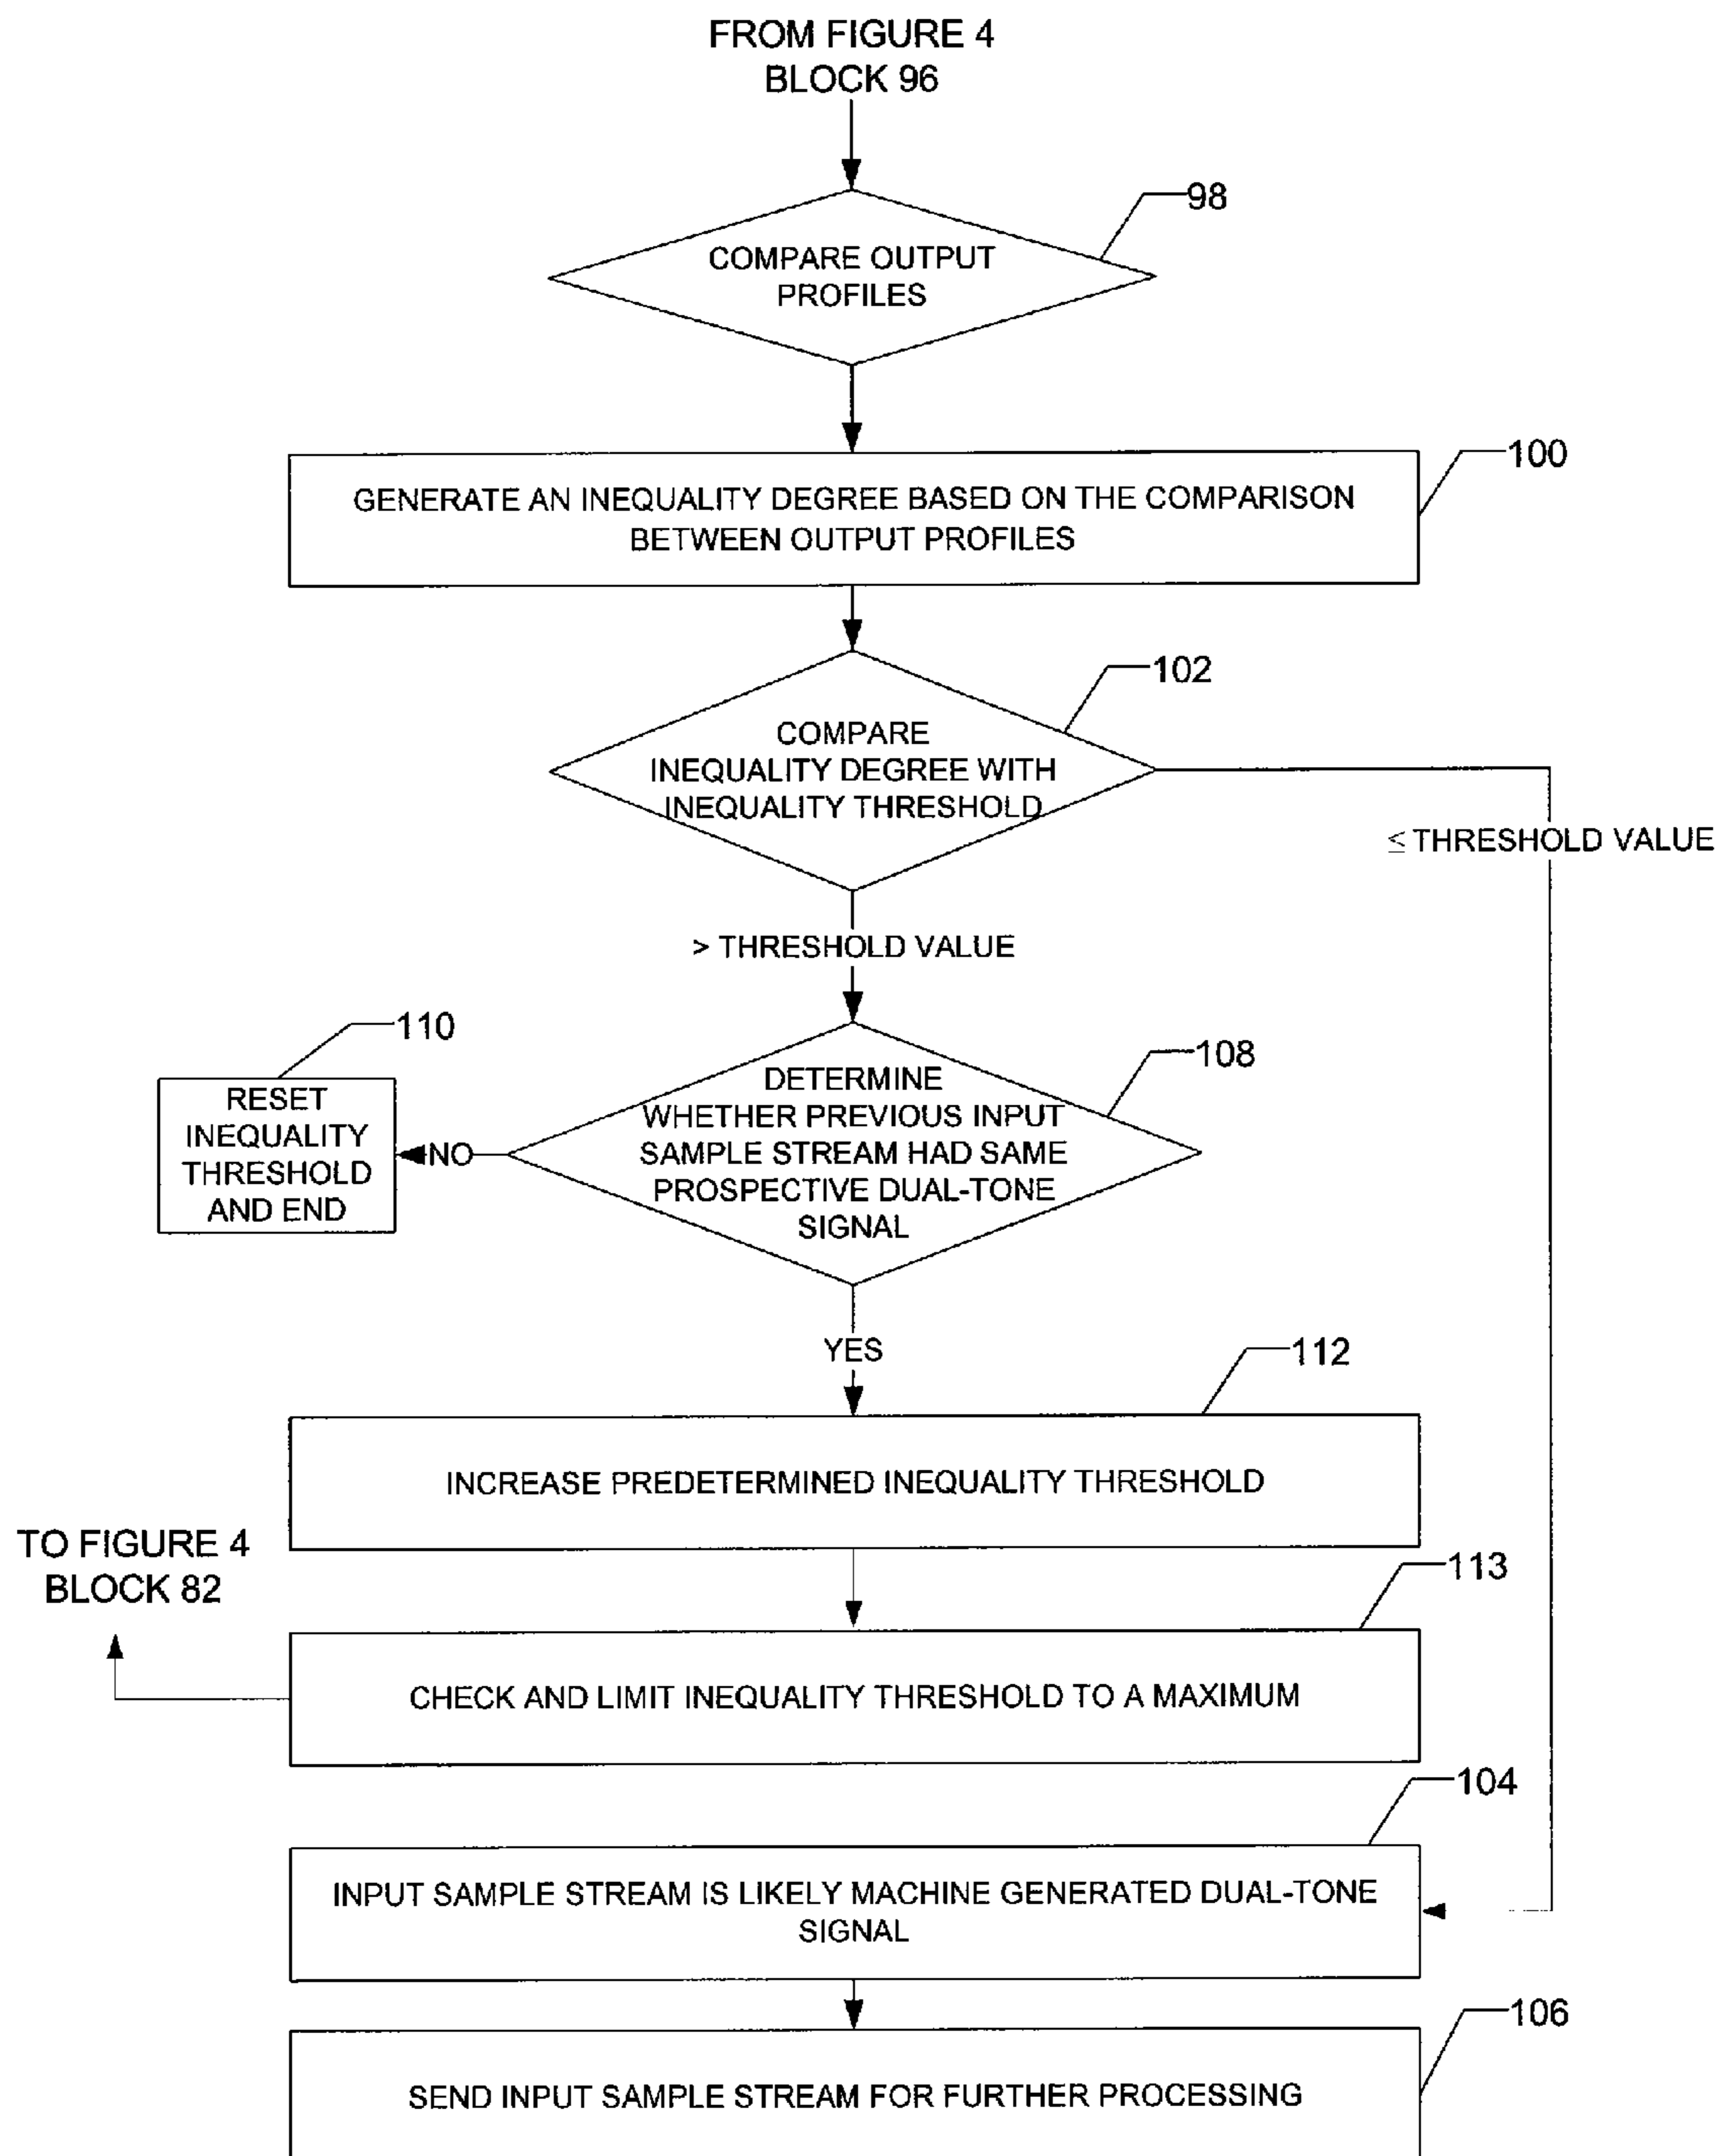 FROM FIGURE 4
BLOCK 96
98
COMPARE OUTPUT
PROFILES
100
GENERATE AN INEQUALITY DEGREE BASED ON THE COMPARISON
BETWEEN OUTPUT PROFILES
102
COMPARE
INEQUALITY DEGREE WITH
INEQUALITY THRESHOLD
≤ THRESHOLD VALUE
> THRESHOLD VALUE
110
RESET
INEQUALITY
THRESHOLD
AND END
NO
108
DETERMINE
WHETHER PREVIOUS INPUT
SAMPLE STREAM HAD SAME
PROSPECTIVE DUAL-TONE
SIGNAL
YES
112
INCREASE PREDETERMINED INEQUALITY THRESHOLD
TO FIGURE 4
BLOCK 82
113
CHECK AND LIMIT INEQUALITY THRESHOLD TO A MAXIMUM
104
INPUT SAMPLE STREAM IS LIKELY MACHINE GENERATED DUAL-TONE
SIGNAL
106
SEND INPUT SAMPLE STREAM FOR FURTHER PROCESSING